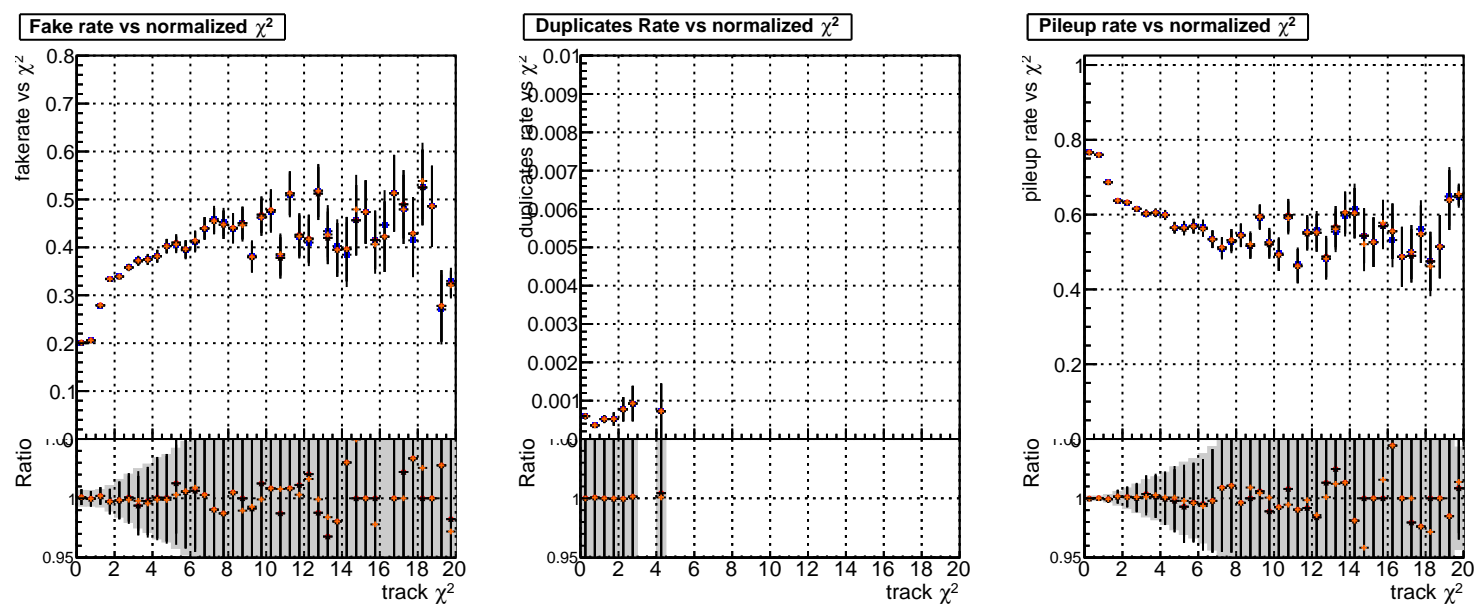 Fake rate vs normalized χ²
fakerate vs χ²
0.8
0.7
0.6
0.5
0.4
0.3
0.2
0.1
0
Ratio
1
0.95
0 2 4 6 8 10 12 14 16 18 20
track χ²
Duplicates Rate vs normalized χ²
duplicates rate vs χ²
0.01
0.009
0.008
0.007
0.006
0.005
0.004
0.003
0.002
0.001
0
Ratio
1
0.95
0 2 4 6 8 10 12 14 16 18 20
track χ²
Pileup rate vs normalized χ²
pileup rate vs χ²
1
0.8
0.6
0.4
0.2
0
Ratio
1
0.95
0 2 4 6 8 10 12 14 16 18 20
track χ²